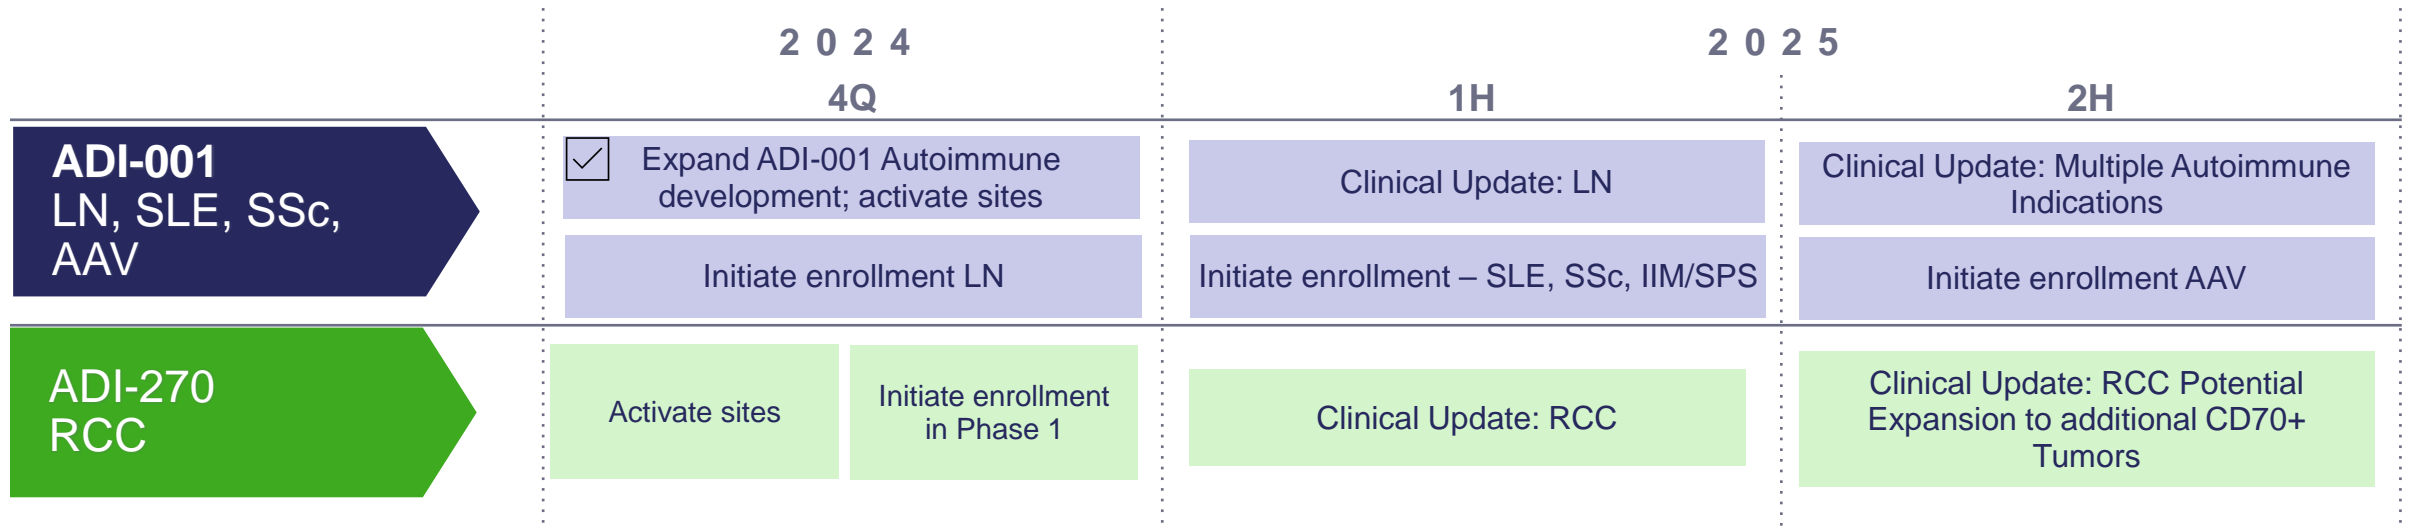 2 0 2 4
2 0 2 5
4Q
1H
2H
ADI-001
LN, SLE, SSc,
AAV
Expand ADI-001 Autoimmune
development; activate sites
Clinical Update: LN
Clinical Update: Multiple Autoimmune
Indications
Initiate enrollment LN
Initiate enrollment – SLE, SSc, IIM/SPS
Initiate enrollment AAV
ADI-270
RCC
Activate sites
Initiate enrollment
in Phase 1
Clinical Update: RCC
Clinical Update: RCC Potential
Expansion to additional CD70+
Tumors